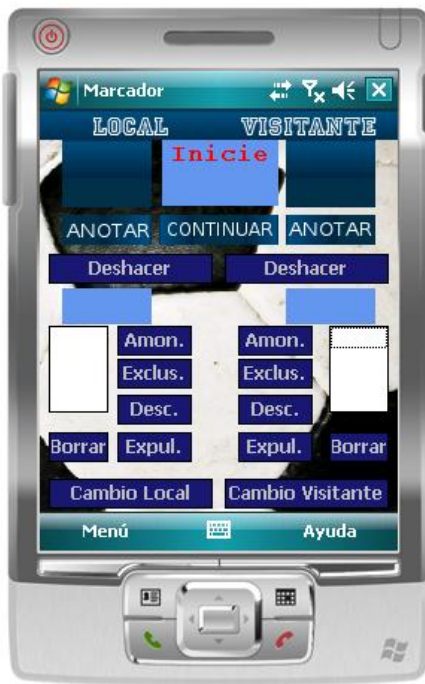 Marcador
LOCAL VISITANTE
Inicie
ANOTAR CONTINUAR ANOTAR
Deshacer Deshacer
Amon. Amon.
Exclus. Exclus.
Desc. Desc.
Borrar Expul. Expul. Borrar
Cambio Local Cambio Visitante
Menú Ayuda